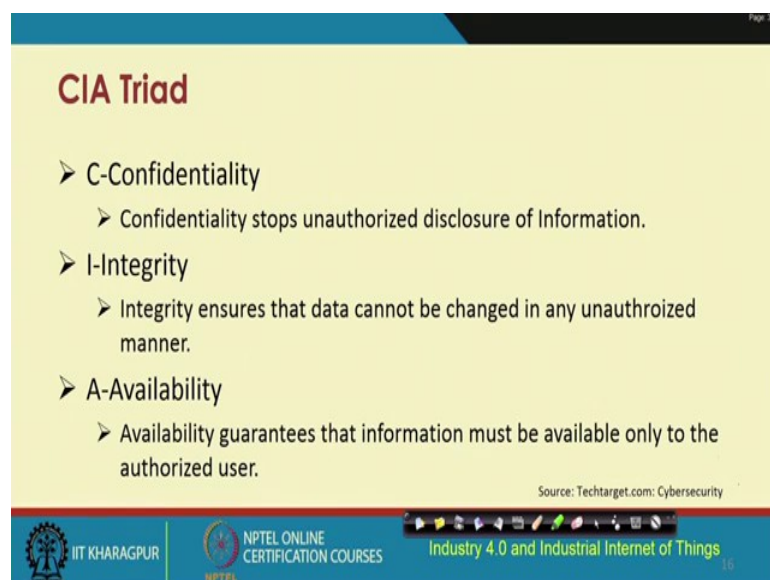 Page: 
CIA Triad
➤ C-Confidentiality
➤ Confidentiality stops unauthorized disclosure of Information.
➤ I-Integrity
➤ Integrity ensures that data cannot be changed in any unauthroized
manner.
➤ A-Availability
➤ Availability guarantees that information must be available only to the
authorized user.
Source: Techtarget.com: Cybersecurity
IIT KHARAGPUR
NPTEL
NPTEL ONLINE
CERTIFICATION COURSES
Industry 4.0 and Industrial Internet of Things
16